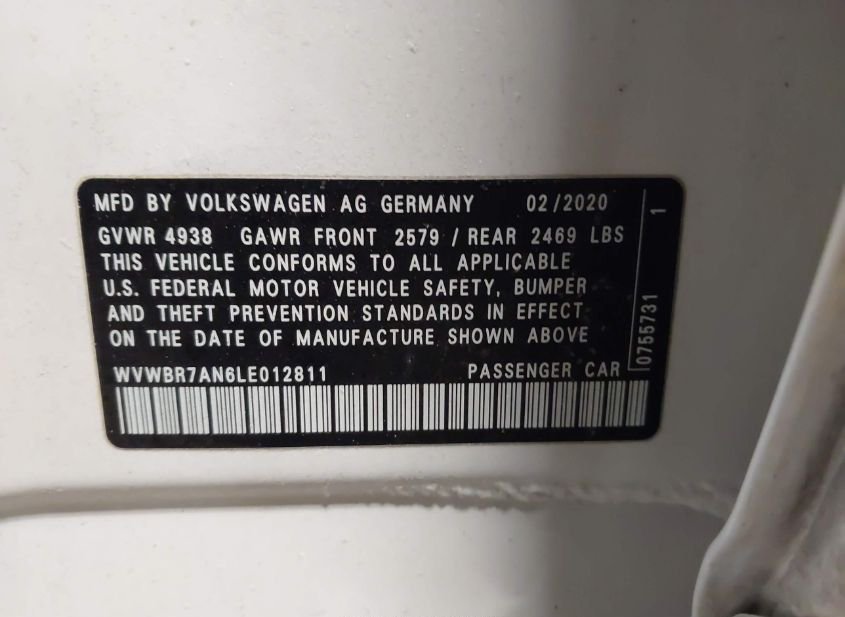 MFD BY VOLKSWAGEN AG GERMANY 02/2020
GVWR 4938 GAWR FRONT 2579 / REAR 2469 LBS
THIS VEHICLE CONFORMS TO ALL APPLICABLE
U.S. FEDERAL MOTOR VEHICLE SAFETY, BUMPER
AND THEFT PREVENTION STANDARDS IN EFFECT
ON THE DATE OF MANUFACTURE SHOWN ABOVE
WVWBR7AN6LE012811 PASSENGER CAR
0755731 1